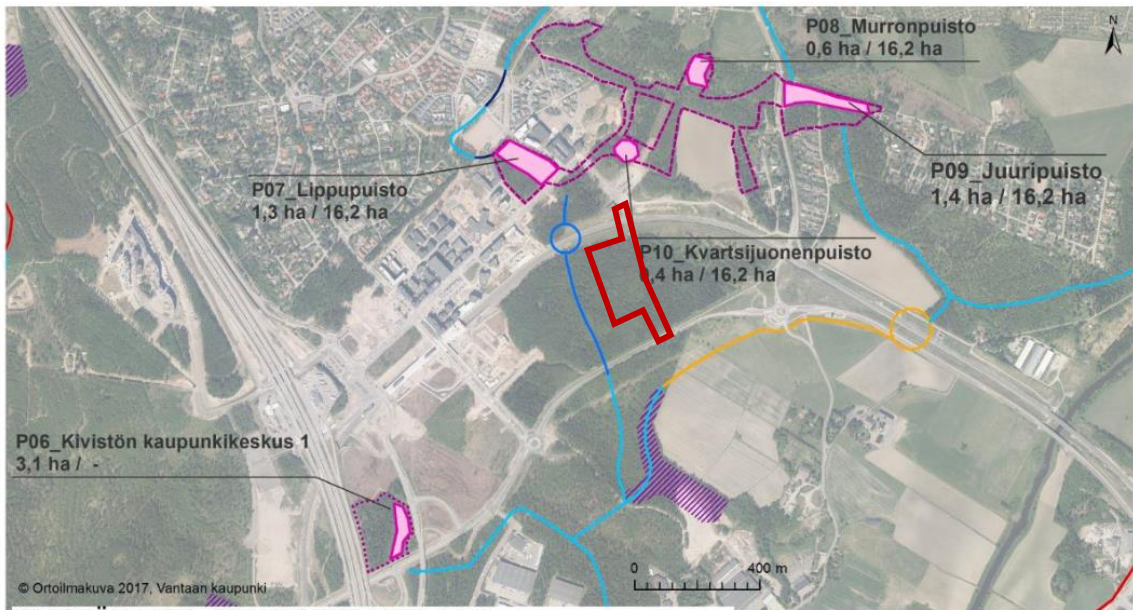 P08_Murronpuisto
0,6 ha / 16,2 ha
N
P07_Lippupuisto
1,3 ha / 16,2 ha
P09_Juuripuisto
1,4 ha / 16,2 ha
P10_Kvartsijuonenpuisto
0,4 ha / 16,2 ha
P06_Kivistön kaupunkikeskus 1
3,1 ha / -
0 400 m
© Ortoilmakuva 2017, Vantaan kaupunki